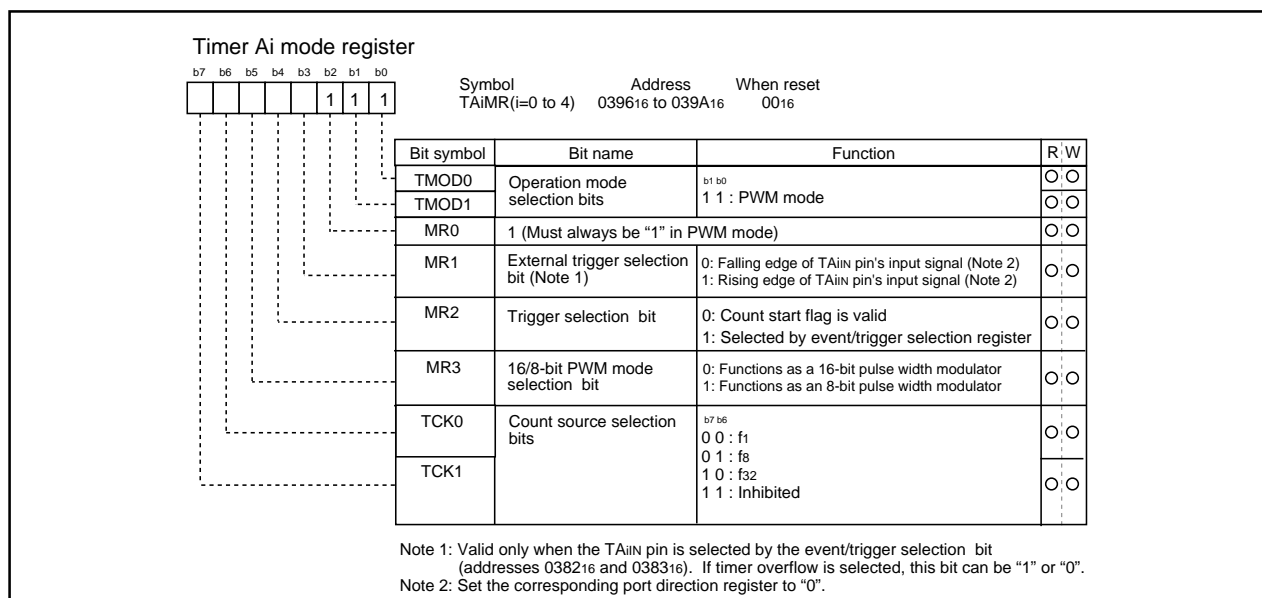 Timer Ai mode register
b7 b6 b5 b4 b3 b2 b1 b0
1 1 1
Symbol Address When reset
TAiMR(i=0 to 4) 039616 to 039A16 0016
Bit symbol Bit name Function R W
TMOD0 Operation mode selection bits b1 b0
TMOD1 1 1 : PWM mode
MR0 1 (Must always be “1” in PWM mode)
MR1 External trigger selection bit (Note 1) 0: Falling edge of TAiIN pin's input signal (Note 2)
1: Rising edge of TAiIN pin's input signal (Note 2)
MR2 Trigger selection bit 0: Count start flag is valid
1: Selected by event/trigger selection register
MR3 16/8-bit PWM mode selection bit 0: Functions as a 16-bit pulse width modulator
1: Functions as an 8-bit pulse width modulator
TCK0 Count source selection bits b7 b6
0 0 : f1
0 1 : f8
TCK1 1 0 : f32
1 1 : Inhibited
Note 1: Valid only when the TAiIN pin is selected by the event/trigger selection bit
(addresses 038216 and 038316). If timer overflow is selected, this bit can be “1” or “0”.
Note 2: Set the corresponding port direction register to “0”.